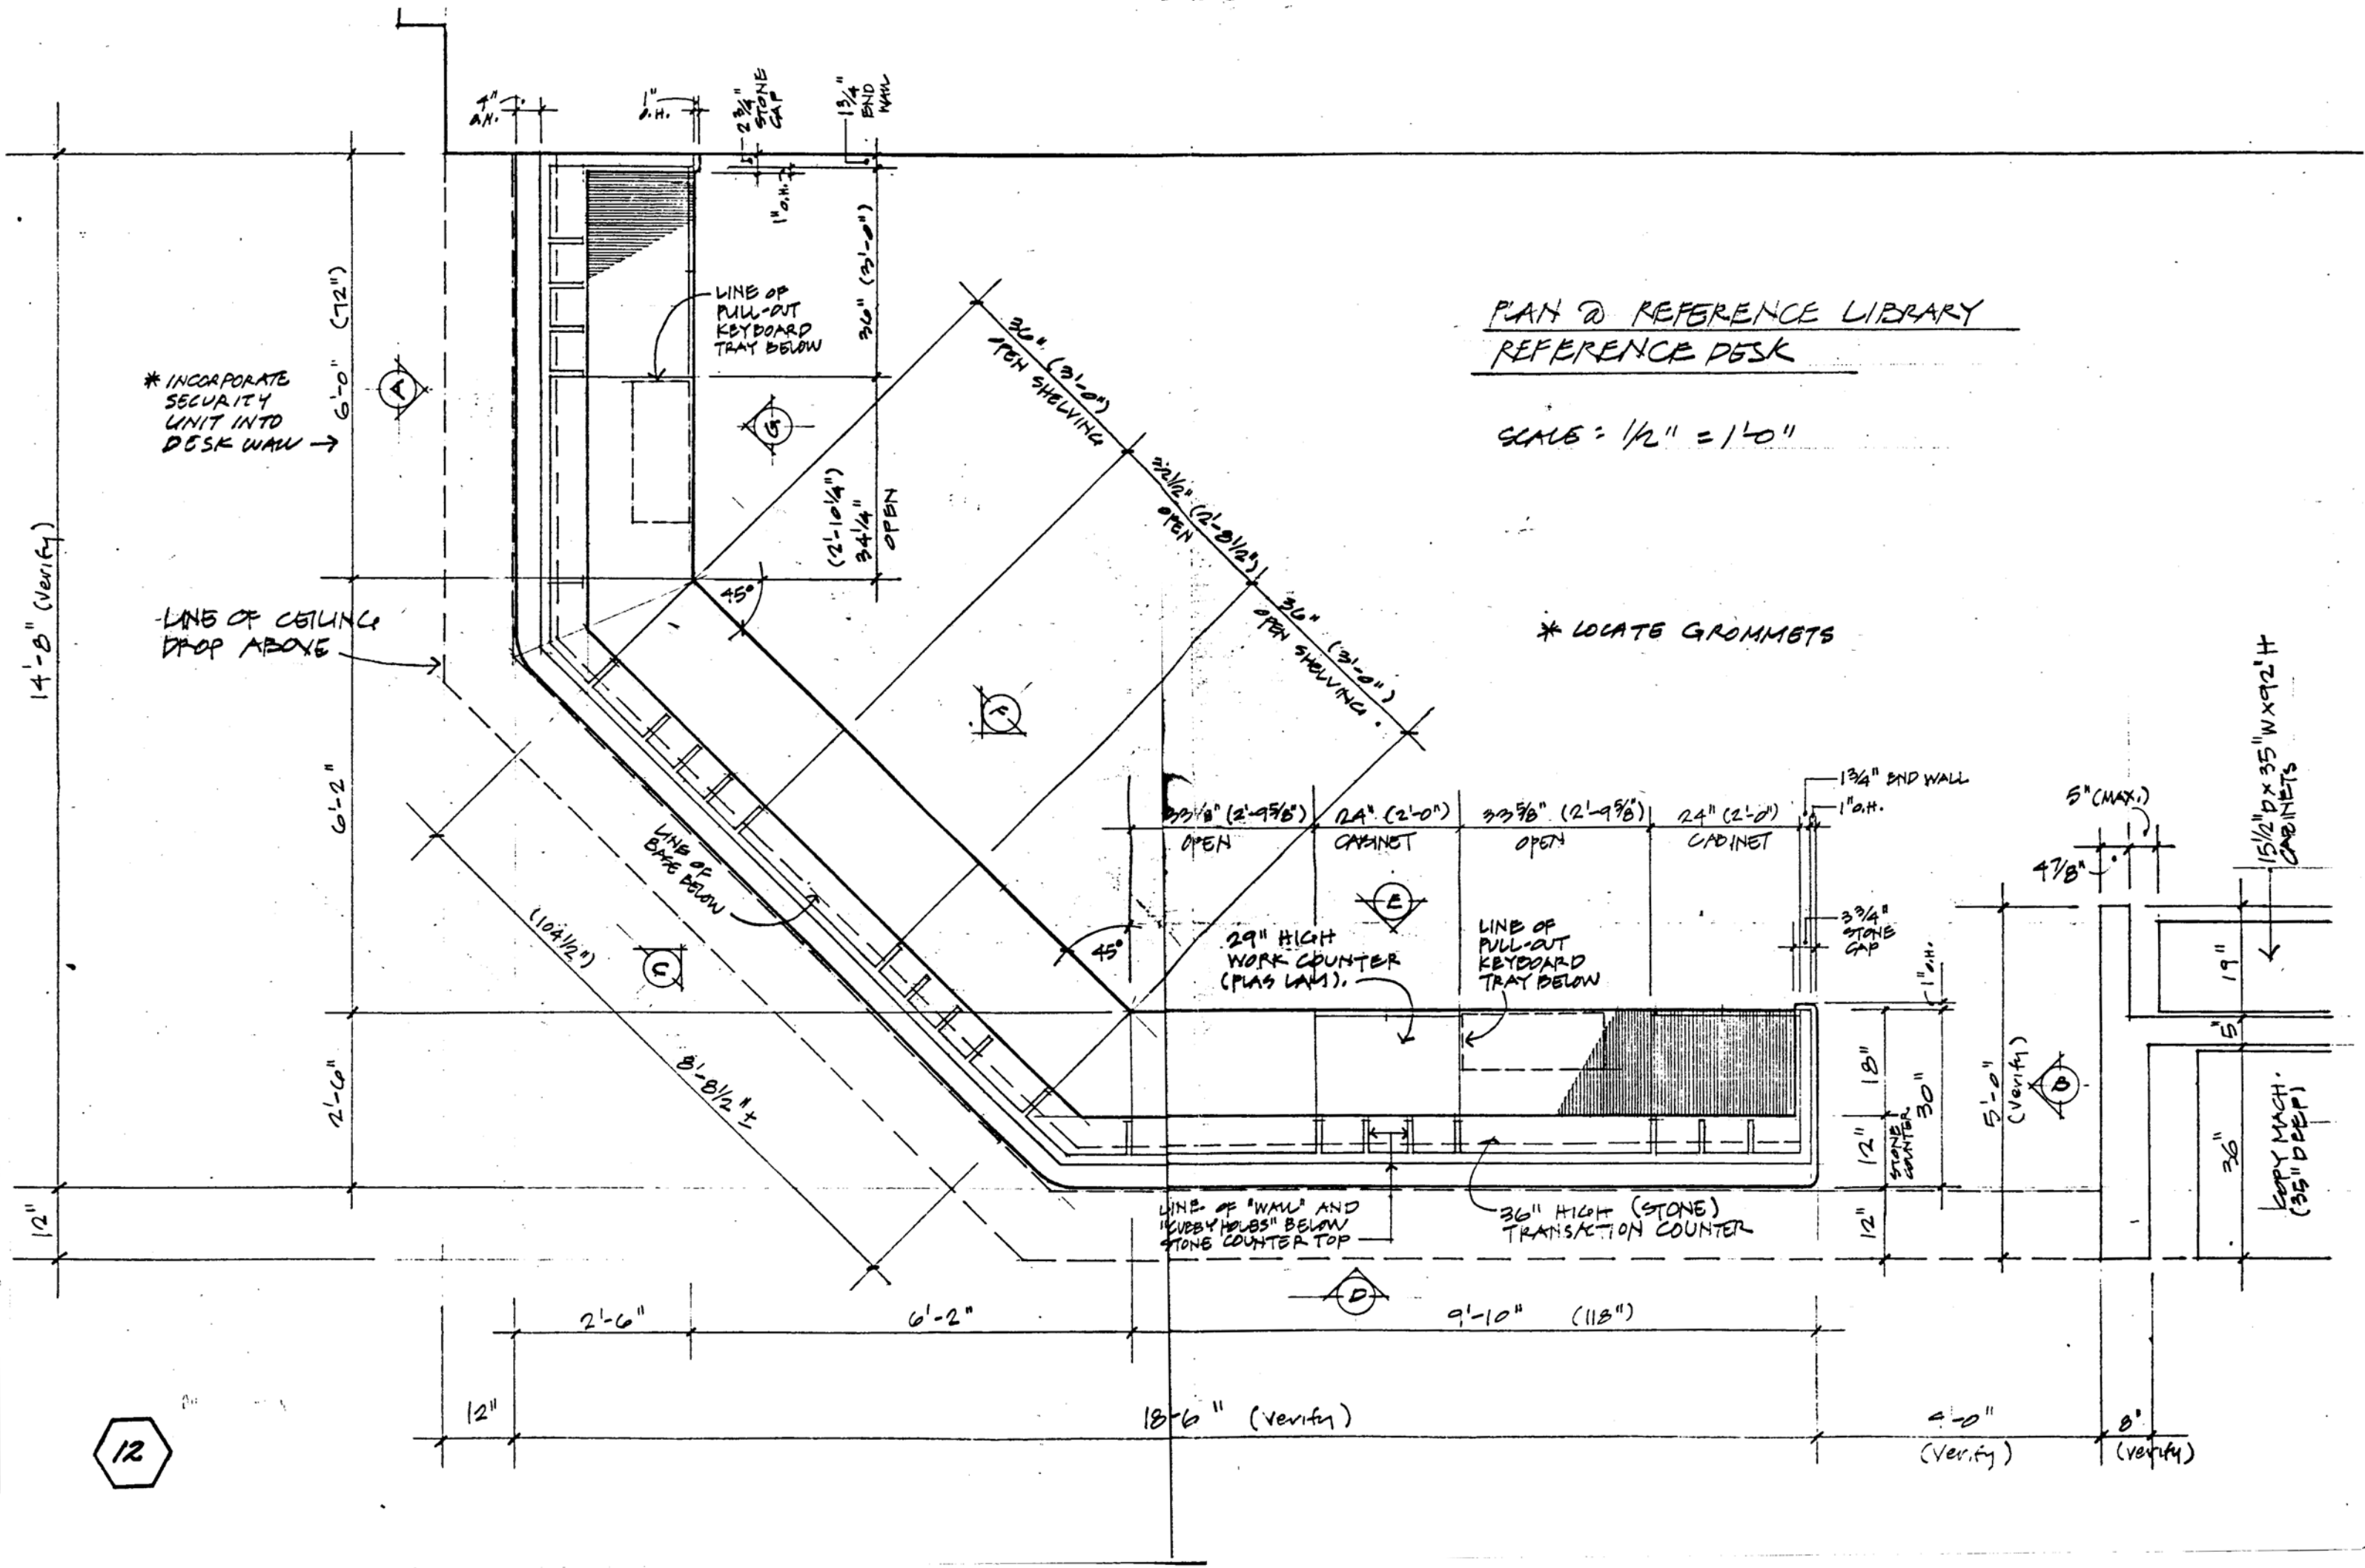 4"
O.H.
1"
O.H.
2 3/4"
STONE
CAP
1 3/4"
END
WALL
1" O.H.
36" (3'-0")
LINE OF
PULL-OUT
KEYBOARD
TRAY BELOW
6'-0" (72")
A
* INCORPORATE
SECURITY
UNIT INTO
DESK WALL
G
(2'-10 1/4")
34 1/4"
OPEN
45°
14'-8" (verify)
LINE OF CEILING
DROP ABOVE
36" (3'-0")
OPEN SHELVING
(2'-8 1/2")
OPEN
36" (3'-0")
OPEN SHELVING
PLAN @ REFERENCE LIBRARY
REFERENCE DESK
SCALE = 1/2" = 1'-0"
* LOCATE GROMMETS
F
6'-2"
LINE OF
BASE BELOW
(104 1/2")
C
8'-8 1/2" ±
45°
(2'-9 5/8")
OPEN
24" (2'-0")
CABINET
33 5/8" (2'-9 5/8")
OPEN
24" (2'-0")
CABINET
1 3/4" END WALL
1" O.H.
E
3 3/4"
STONE
CAP
29" HIGH
WORK COUNTER
(PLAS LAM).
LINE OF
PULL-OUT
KEYBOARD
TRAY BELOW
1" O.H.
18"
30"
12"
STONE
COUNTER
12"
5'-0"
(verify)
B
5" (MAX.)
4 7/8"
15 1/2" D x 35" W x 92" H
CABINETS
19"
5"
36"
COPY MACH.
(35" DEEP)
2'-6"
12"
LINE OF "WALL" AND
"CUBBY HOLES" BELOW
STONE COUNTER TOP
36" HIGH (STONE)
TRANSACTION COUNTER
D
2'-6"
6'-2"
9'-10" (118")
12"
18'-6" (verify)
4'-0"
(verify)
8"
(verify)
12